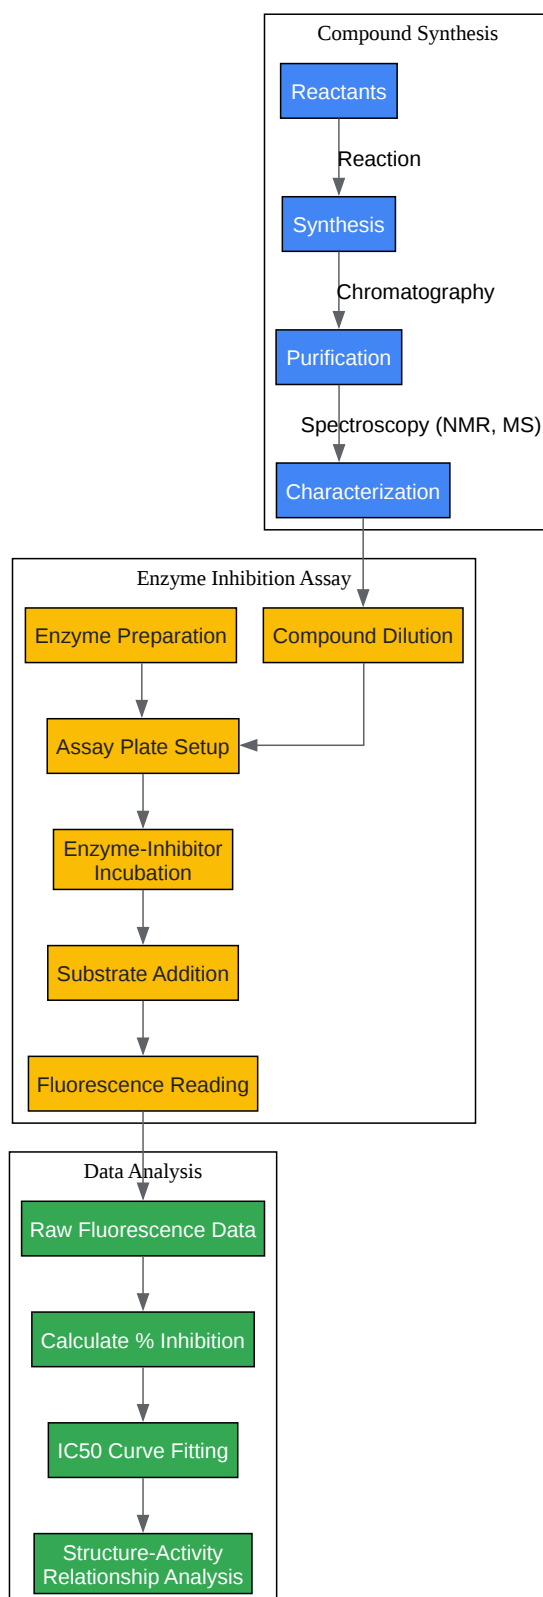 Compound Synthesis
Reactants
Reaction
Synthesis
Chromatography
Purification
Spectroscopy (NMR, MS)
Characterization
Enzyme Inhibition Assay
Enzyme Preparation
Compound Dilution
Assay Plate Setup
Enzyme-Inhibitor
Incubation
Substrate Addition
Fluorescence Reading
Data Analysis
Raw Fluorescence Data
Calculate % Inhibition
IC50 Curve Fitting
Structure-Activity
Relationship Analysis